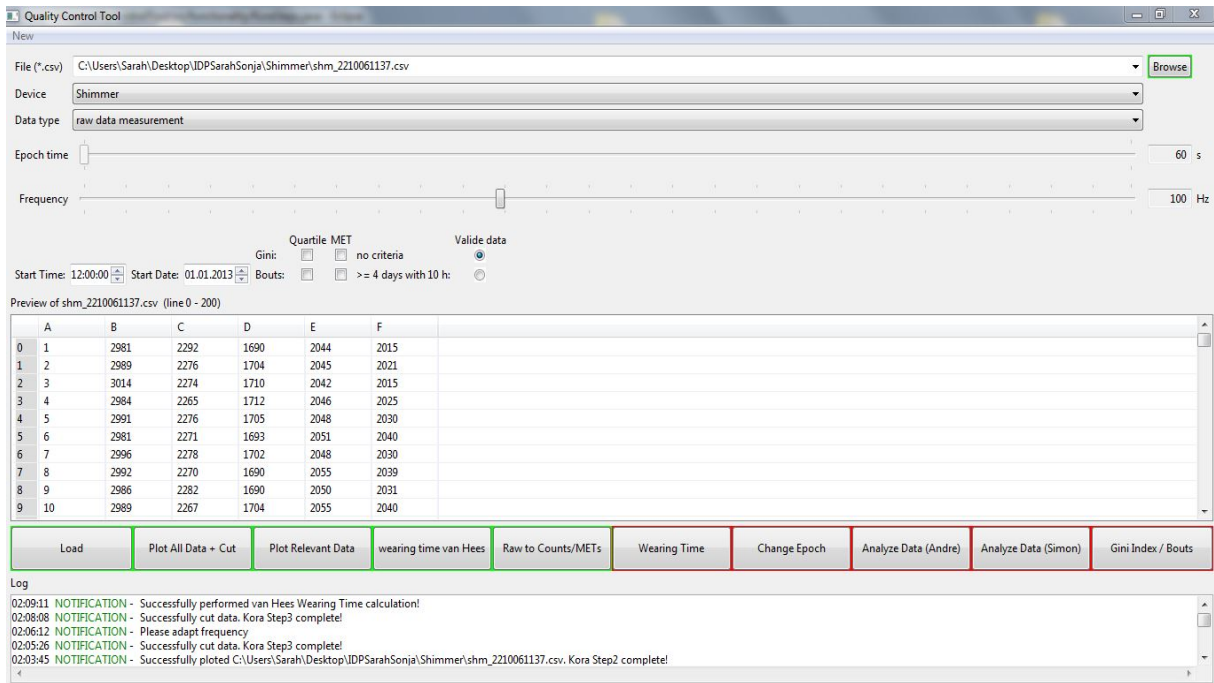 Quality Control Tool
New
File (*.csv) C:\Users\Sarah\Desktop\IDPSarahSonja\Shimmer\shm_2210061137.csv Browse
Device Shimmer
Data type raw data measurement
Epoch time 60 s
Frequency 100 Hz
Quartile MET Valide data
Gini: no criteria
Start Time: 12:00:00 Start Date: 01.01.2013 Bouts: >= 4 days with 10 h:
Preview of shm_2210061137.csv (line 0 - 200)
A B C D E F
0 1 2981 2292 1690 2044 2015
1 2 2989 2276 1704 2045 2021
2 3 3014 2274 1710 2042 2015
3 4 2984 2265 1712 2046 2025
4 5 2991 2276 1705 2048 2030
5 6 2981 2271 1693 2051 2040
6 7 2996 2278 1702 2048 2030
7 8 2992 2270 1690 2055 2039
8 9 2986 2282 1690 2050 2031
9 10 2989 2267 1704 2055 2040
Load Plot All Data + Cut Plot Relevant Data wearing time van Hees Raw to Counts/METs Wearing Time Change Epoch Analyze Data (Andre) Analyze Data (Simon) Gini Index / Bouts
Log
02:09:11 NOTIFICATION - Successfully performed van Hees Wearing Time calculation!
02:08:08 NOTIFICATION - Successfully cut data. Kora Step3 complete!
02:06:12 NOTIFICATION - Please adapt frequency
02:05:26 NOTIFICATION - Successfully cut data. Kora Step3 complete!
02:03:45 NOTIFICATION - Successfully ploted C:\Users\Sarah\Desktop\IDPSarahSonja\Shimmer\shm_2210061137.csv. Kora Step2 complete!